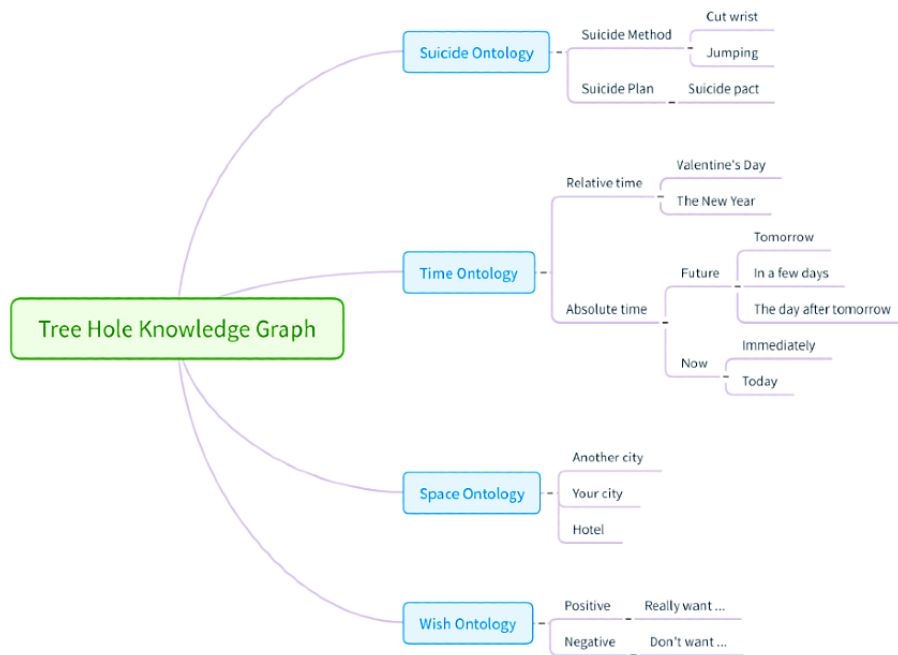 Tree Hole Knowledge Graph
Suicide Ontology
Suicide Method
Cut wrist
Jumping
Suicide Plan
Suicide pact
Time Ontology
Relative time
Valentine's Day
The New Year
Absolute time
Future
Tomorrow
In a few days
The day after tomorrow
Now
Immediately
Today
Space Ontology
Another city
Your city
Hotel
Wish Ontology
Positive
Really want ...
Negative
Don't want ...